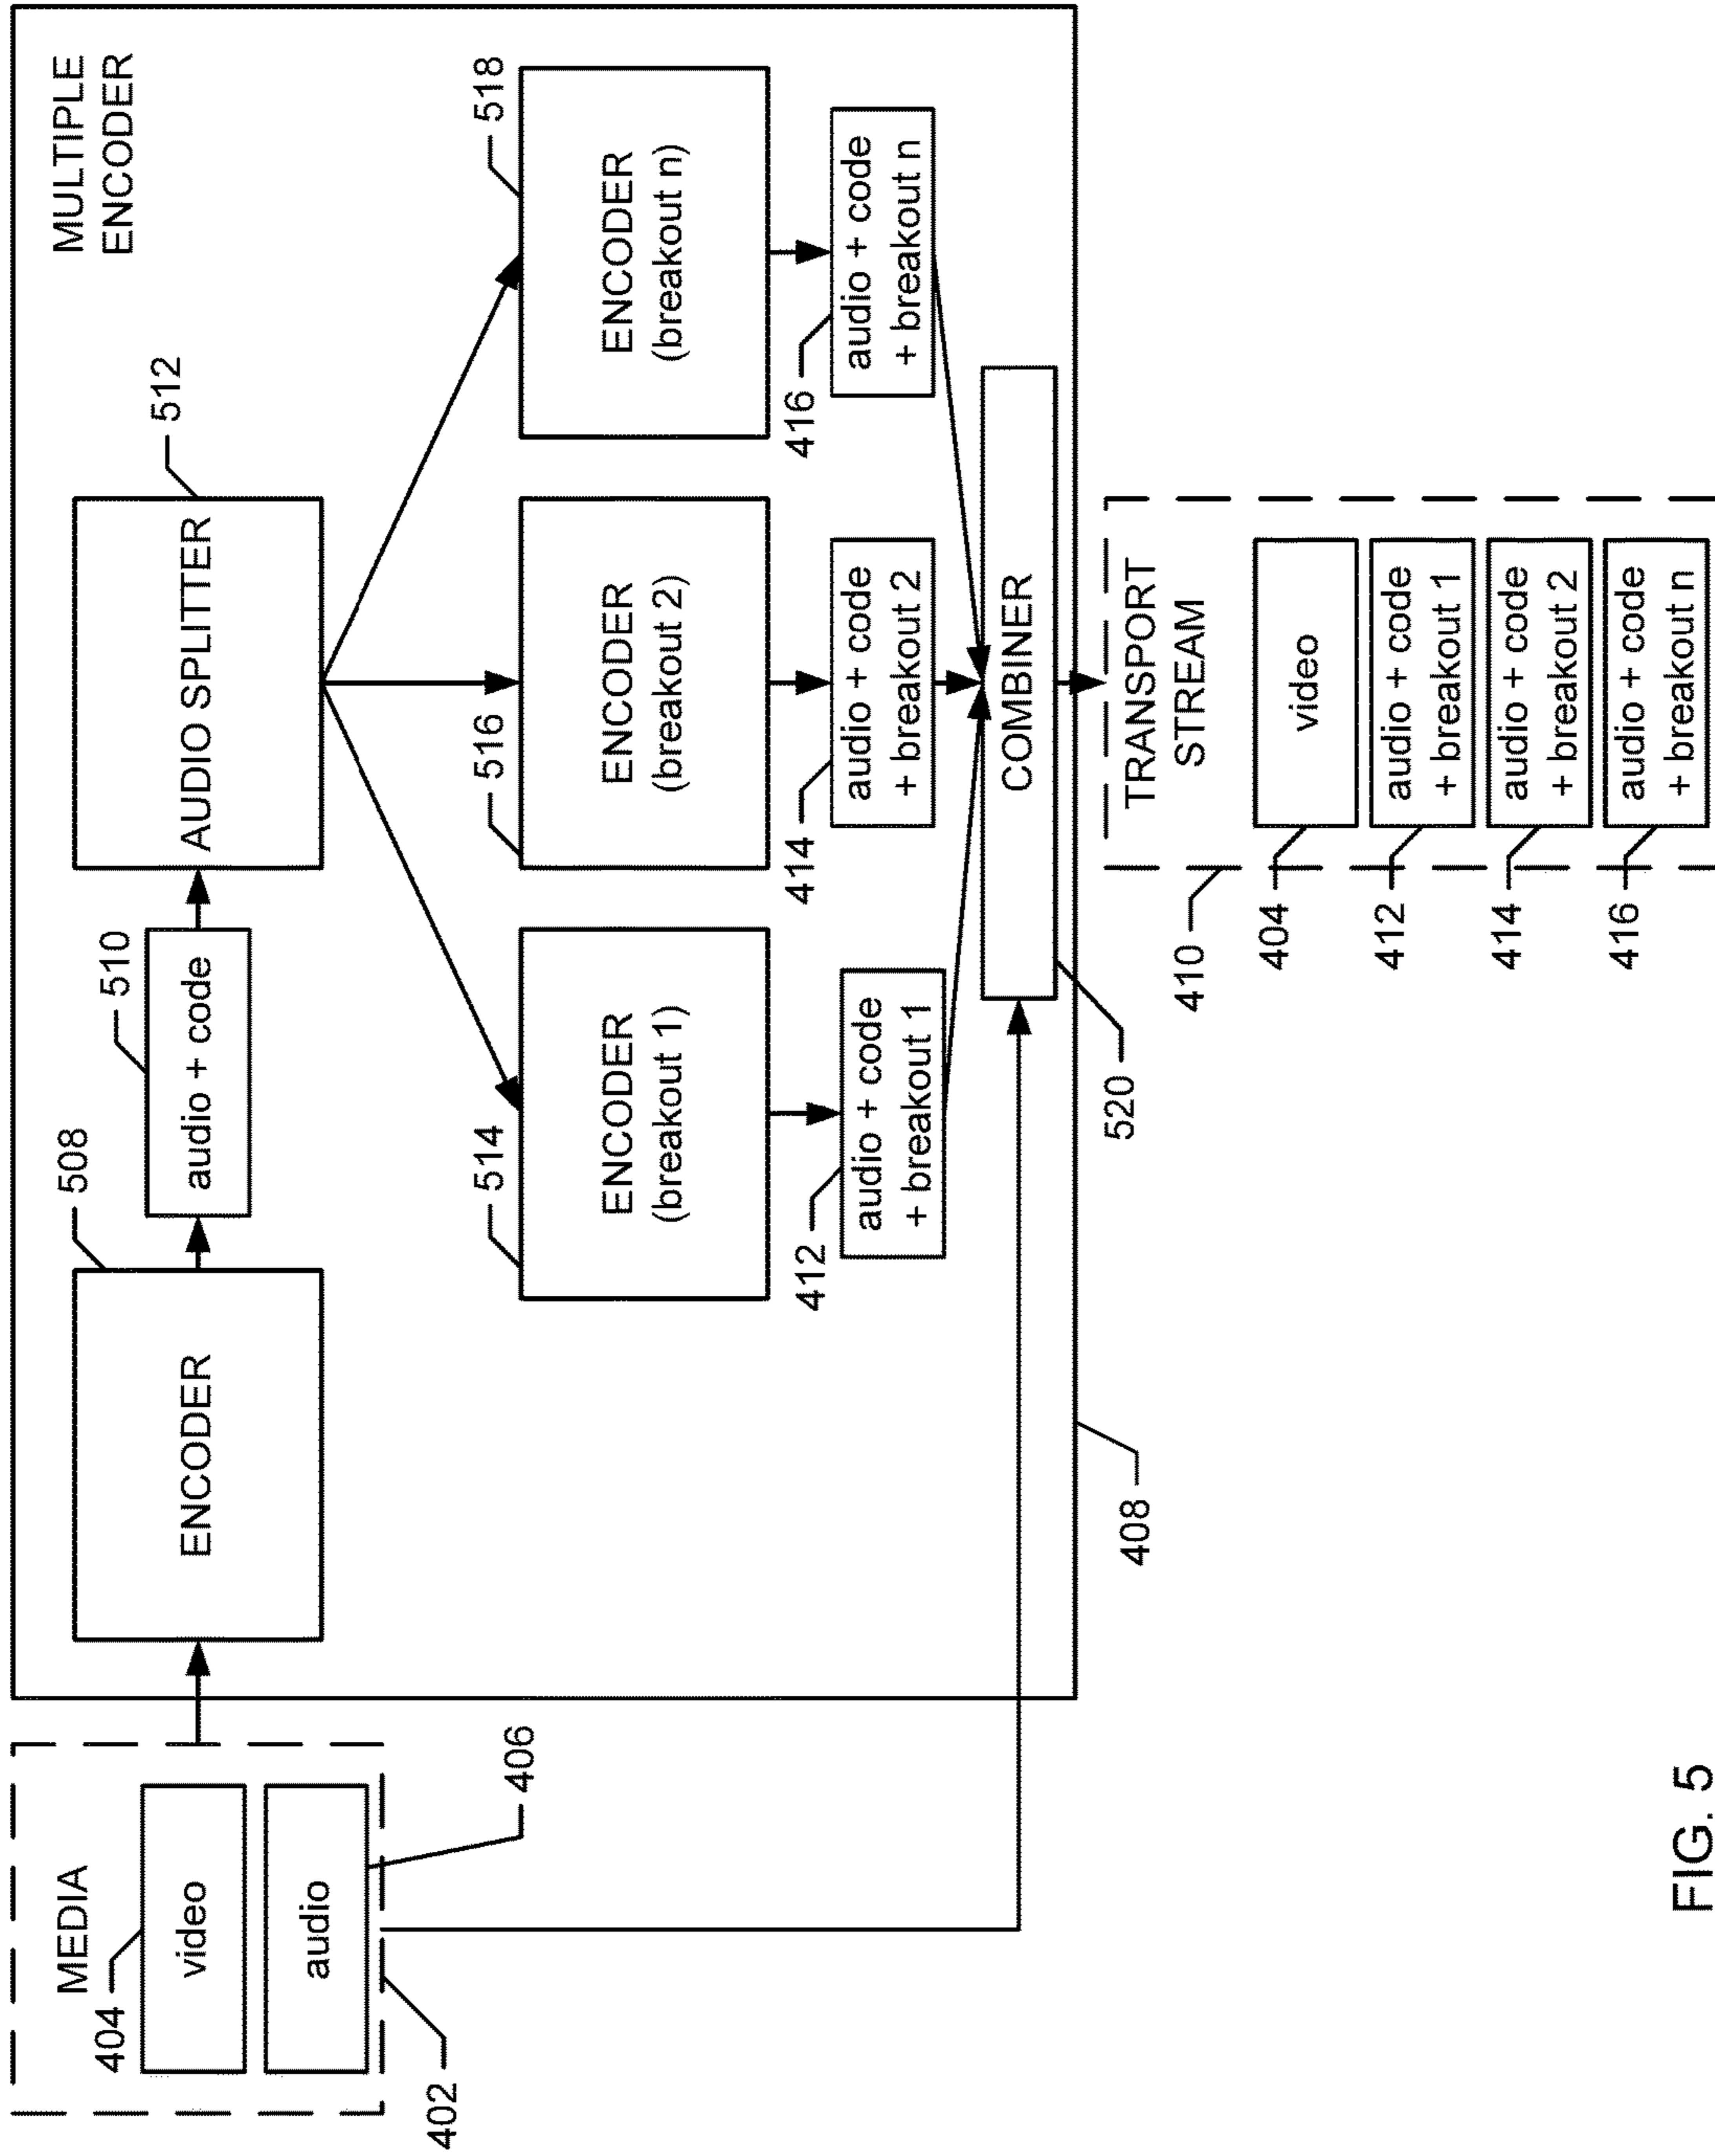 MEDIA
404
video
audio
406
402
MULTIPLE
ENCODER
ENCODER
508
audio + code
510
AUDIO SPLITTER
512
514
ENCODER
(breakout 1)
516
ENCODER
(breakout 2)
518
ENCODER
(breakout n)
412
audio + code
+ breakout 1
414
audio + code
+ breakout 2
416
audio + code
+ breakout n
COMBINER
520
408
TRANSPORT
STREAM
410
404
video
412
audio + code
+ breakout 1
414
audio + code
+ breakout 2
416
audio + code
+ breakout n
FIG. 5